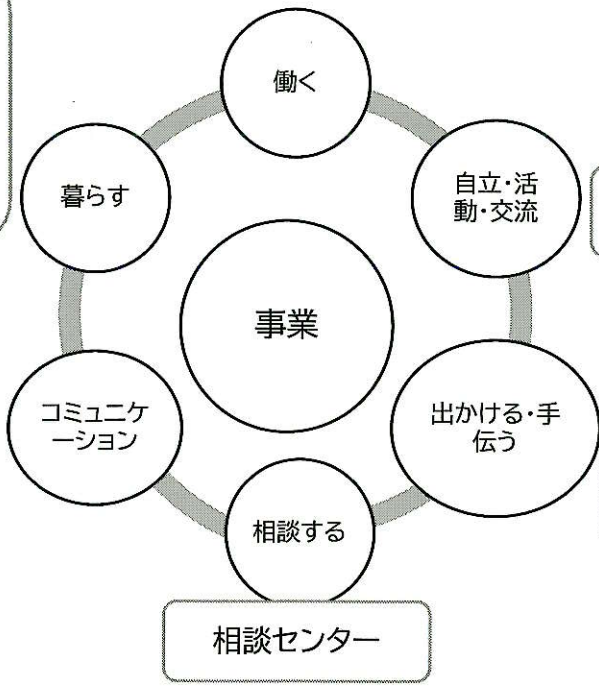 働く
自立・活
動・交流
暮らす
事業
コミュニケ
ーション
出かける・手
伝う
相談する
相談センター